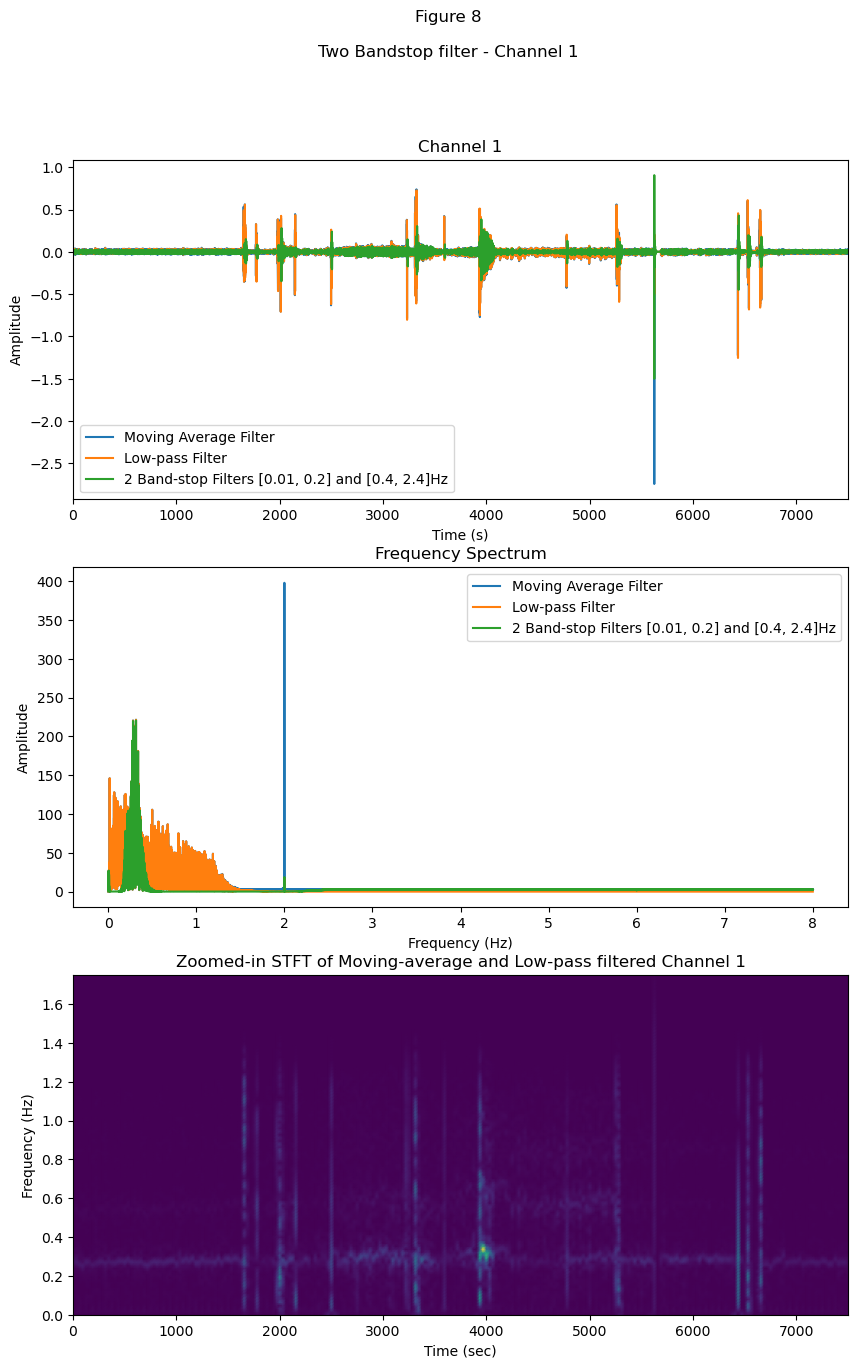 Figure 8
Two Bandstop filter - Channel 1
Channel 1
1.0
0.5
0.0
−0.5
−1.0
−1.5
−2.0
−2.5
Amplitude
Moving Average Filter
Low-pass Filter
2 Band-stop Filters [0.01, 0.2] and [0.4, 2.4]Hz
0 1000 2000 3000 4000 5000 6000 7000
Time (s)
Frequency Spectrum
400
350
300
250
200
150
100
50
0
Amplitude
Moving Average Filter
Low-pass Filter
2 Band-stop Filters [0.01, 0.2] and [0.4, 2.4]Hz
0 1 2 3 4 5 6 7 8
Frequency (Hz)
Zoomed-in STFT of Moving-average and Low-pass filtered Channel 1
1.6
1.4
1.2
1.0
0.8
0.6
0.4
0.2
0.0
Frequency (Hz)
0 1000 2000 3000 4000 5000 6000 7000
Time (sec)